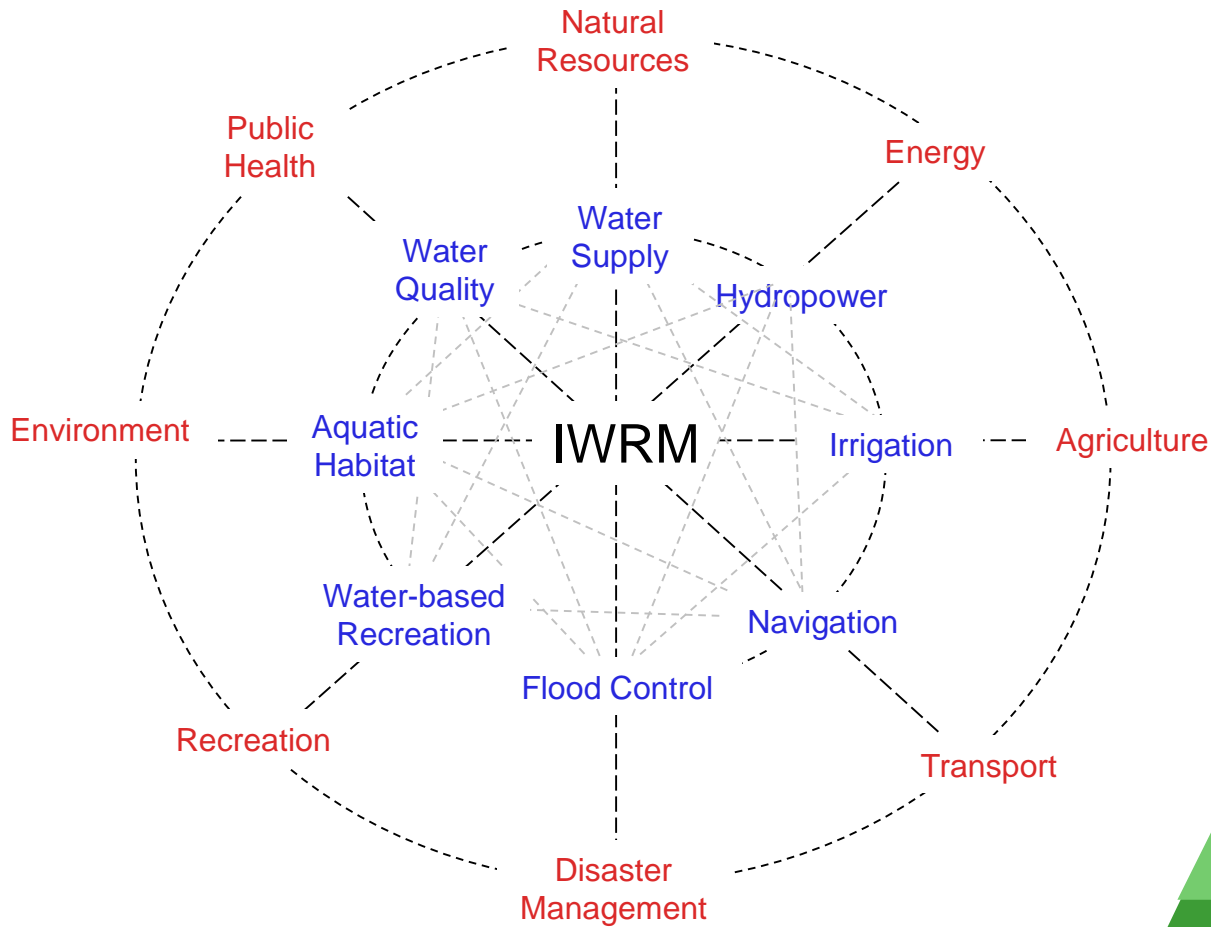 Natural
Resources
Public
Health
Energy
Water
Supply
Water
Quality
Hydropower
Environment
Aquatic
Habitat
IWRM
Irrigation
Agriculture
Water-based
Recreation
Navigation
Flood Control
Recreation
Transport
Disaster
Management